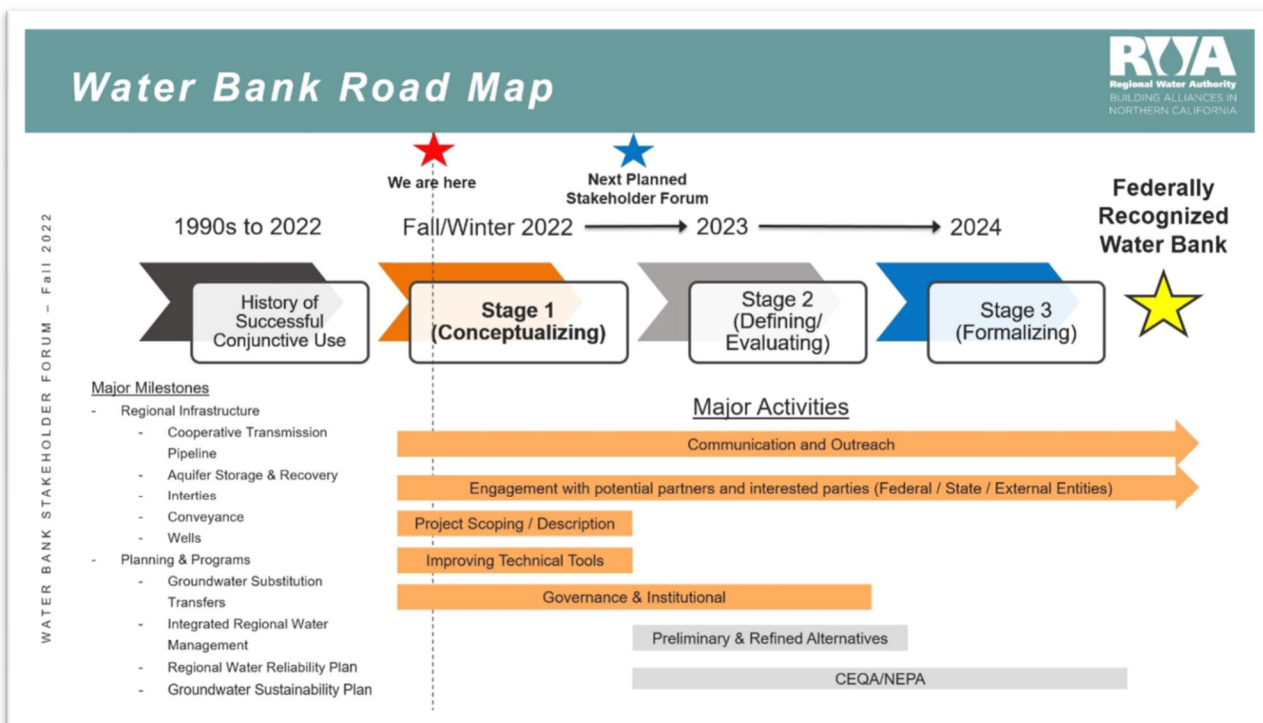 Water Bank Road Map
RWA
Regional Water Authority
BUILDING ALLIANCES IN
NORTHERN CALIFORNIA
We are here
Next Planned
Stakeholder Forum
Federally
Recognized
Water Bank
1990s to 2022
Fall/Winter 2022
2023
2024
History of
Successful
Conjunctive Use
Stage 1
(Conceptualizing)
Stage 2
(Defining/
Evaluating)
Stage 3
(Formalizing)
WATER BANK STAKEHOLDER FORUM – Fall 2022
Major Milestones
- Regional Infrastructure
- Cooperative Transmission
Pipeline
- Aquifer Storage & Recovery
- Interties
- Conveyance
- Wells
- Planning & Programs
- Groundwater Substitution
Transfers
- Integrated Regional Water
Management
- Regional Water Reliability Plan
- Groundwater Sustainability Plan
Major Activities
Communication and Outreach
Engagement with potential partners and interested parties (Federal / State / External Entities)
Project Scoping / Description
Improving Technical Tools
Governance & Institutional
Preliminary & Refined Alternatives
CEQA/NEPA